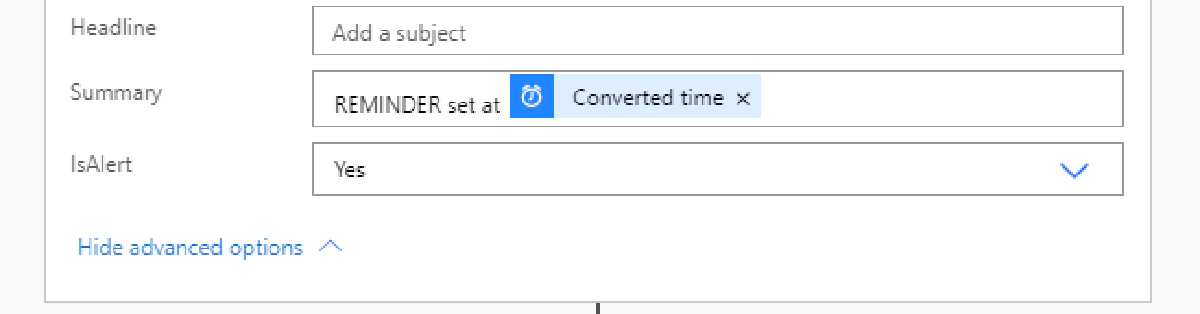 Headline
Add a subject
Summary
REMINDER set at Converted time ×
IsAlert
Yes
Hide advanced options